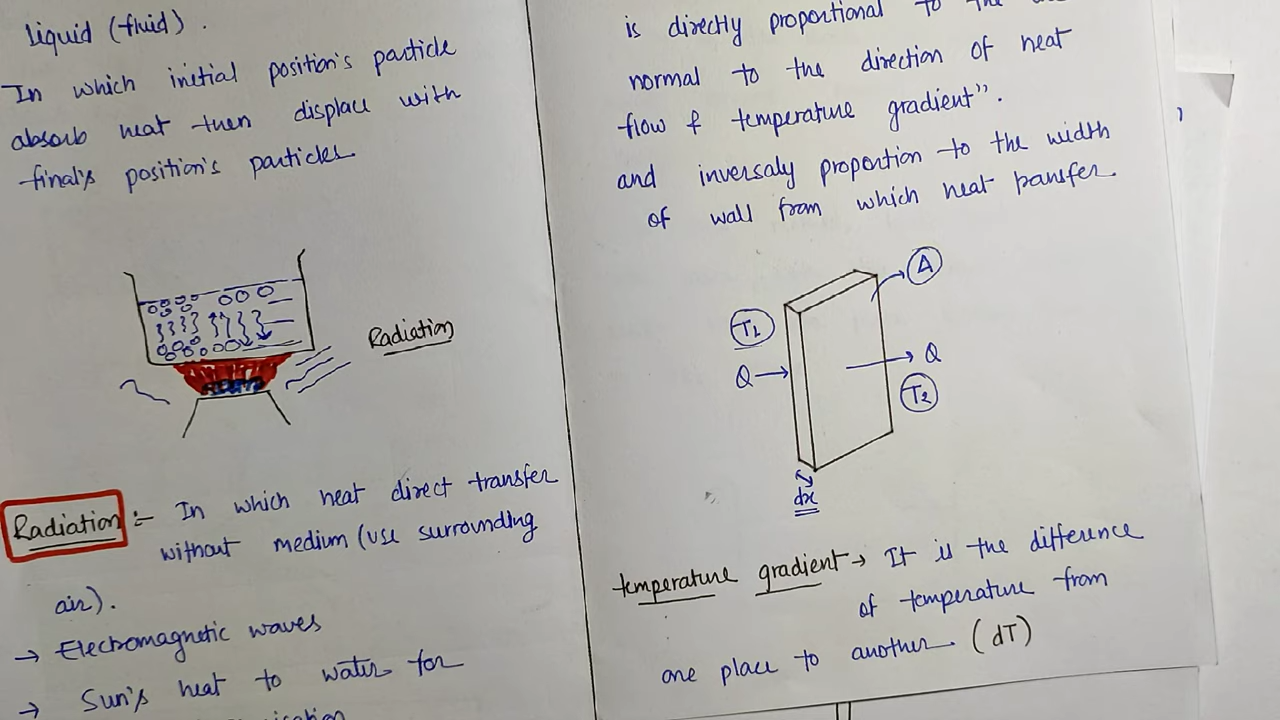 liquid (fluid).
In which inetial position's particle
absorb heat then displace with
final's position's particles
Radiation
Radiation :- In which heat direct transfer
without medium (use surrounding
air).
→ Electromagnetic waves
→ Sun's heat to water for
is directly proportional to the
normal to the direction of heat
flow & temperature gradient".
and inversaly proportion to the width
of wall from which heat transfer.
A
T1
Q → → Q
T2
dx
temperature gradient → It is the difference
of temperature from
one place to another (dT)